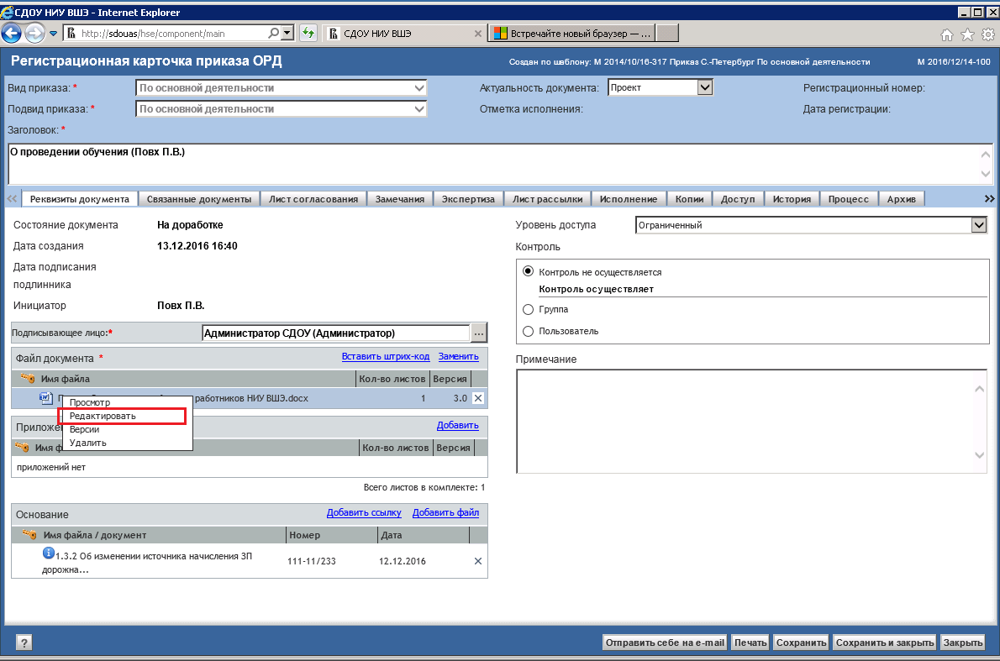 СДОУ НИУ ВШЭ - Internet Explorer
http://sdouas/hse/component/main
СДОУ НИУ ВШЭ
Встречайте новый браузер — ...
Регистрационная карточка приказа ОРД
Создан по шаблону: М 2014/10/16-317 Приказ С.-Петербург По основной деятельности
М 2016/12/14-100
Вид приказа: *
По основной деятельности
Актуальность документа:
Проект
Регистрационный номер:
Подвид приказа: *
По основной деятельности
Отметка исполнения:
Дата регистрации:
Заголовок: *
О проведении обучения (Повх П.В.)
Реквизиты документа
Связанные документы
Лист согласования
Замечания
Экспертиза
Лист рассылки
Исполнение
Копии
Доступ
История
Процесс
Архив
Состояние документа
На доработке
Дата создания
13.12.2016 16:40
Дата подписания
подлинника
Инициатор
Повх П.В.
Подписывающее лицо:*
Администратор СДОУ (Администратор)
...
Файл документа *
Вставить штрих-код
Заменить
Имя файла
Кол-во листов
Версия
работников НИУ ВШЭ.docx
1
3.0
Просмотр
Редактировать
Версии
Удалить
Добавить
Кол-во листов
Версия
приложений нет
Всего листов в комплекте: 1
Основание
Добавить ссылку
Добавить файл
Имя файла / документ
Номер
Дата
1.3.2 Об изменении источника начисления ЗП
дорожна...
111-11/233
12.12.2016
Уровень доступа
Ограниченный
Контроль
Контроль не осуществляется
Контроль осуществляет
Группа
Пользователь
Примечание
?
Отправить себе на e-mail
Печать
Сохранить
Сохранить и закрыть
Закрыть